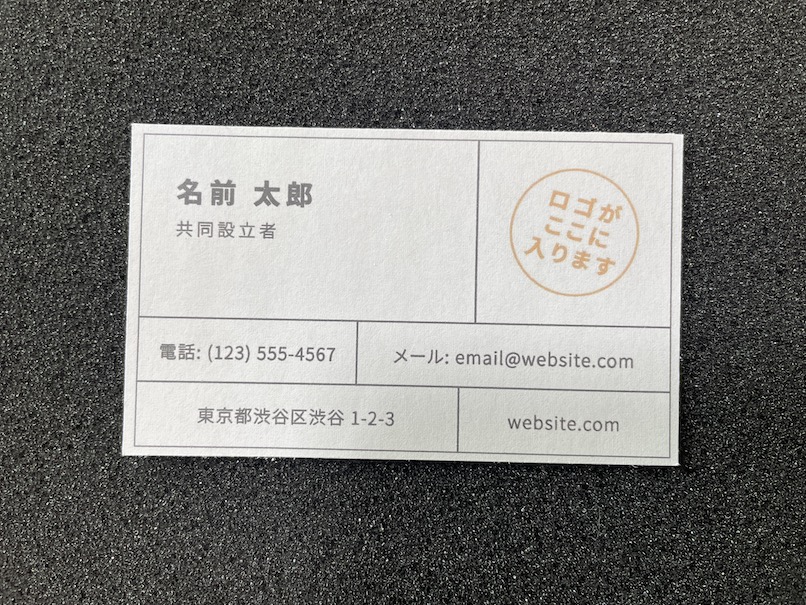 名前 太郎
共同設立者
ロゴが
ここに
入ります
電話: (123) 555-4567
メール: email@website.com
東京都渋谷区渋谷 1-2-3
website.com